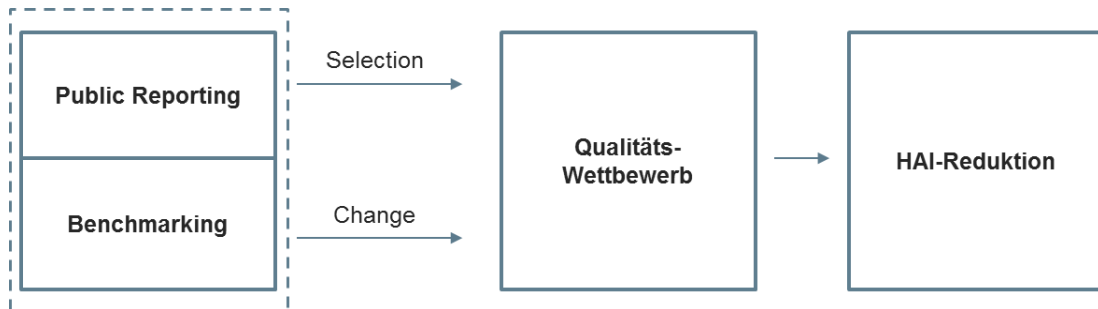 Public Reporting
Selection
Qualitäts-
Wettbewerb
HAI-Reduktion
Benchmarking
Change